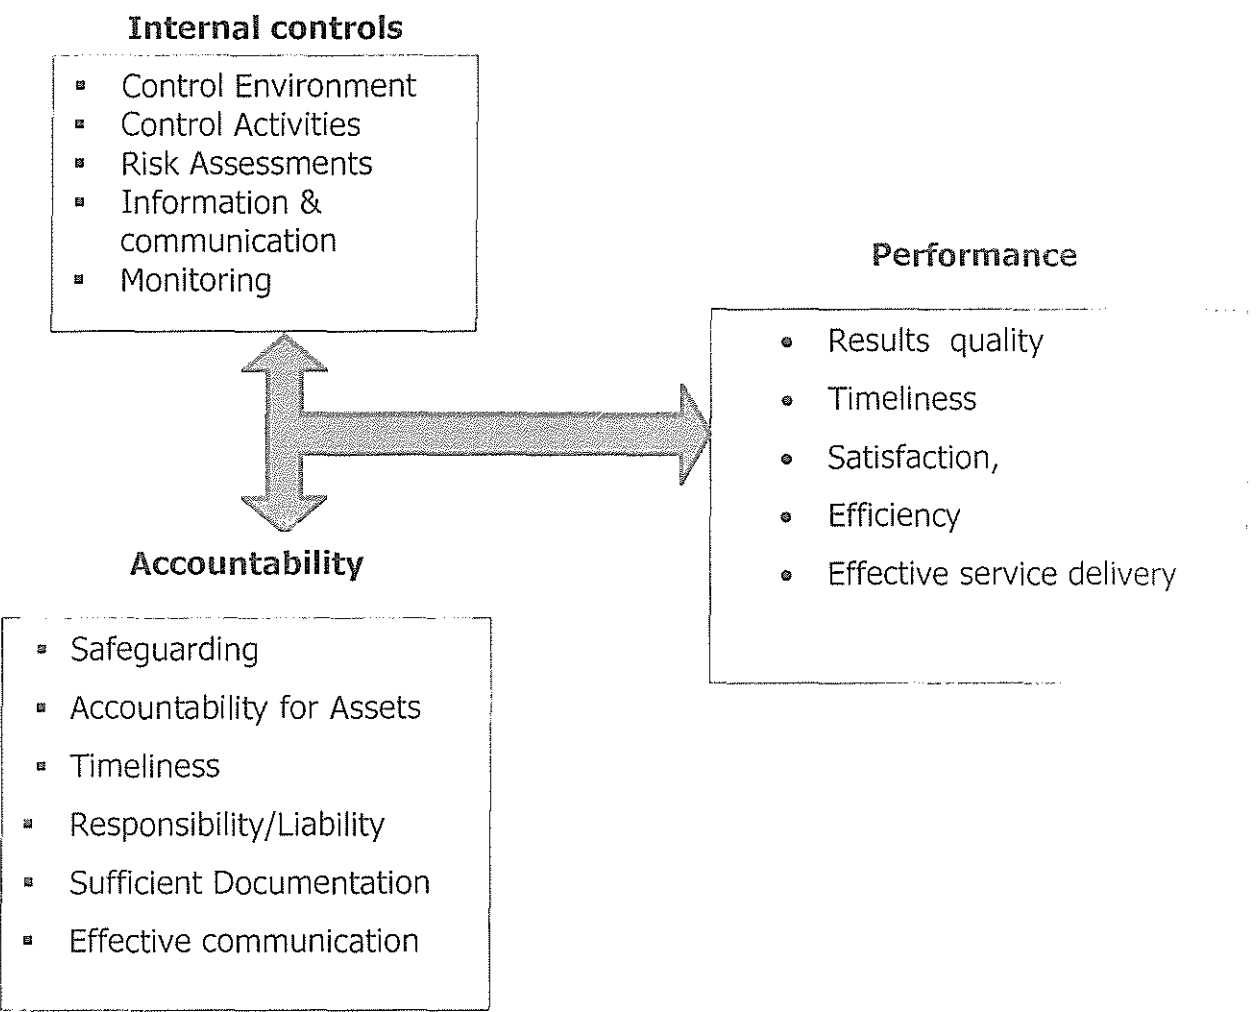 Internal controls
▪ Control Environment
▪ Control Activities
▪ Risk Assessments
▪ Information &
communication
▪ Monitoring
Performance
• Results quality
• Timeliness
• Satisfaction,
• Efficiency
• Effective service delivery
Accountability
▪ Safeguarding
▪ Accountability for Assets
▪ Timeliness
▪ Responsibility/Liability
▪ Sufficient Documentation
▪ Effective communication